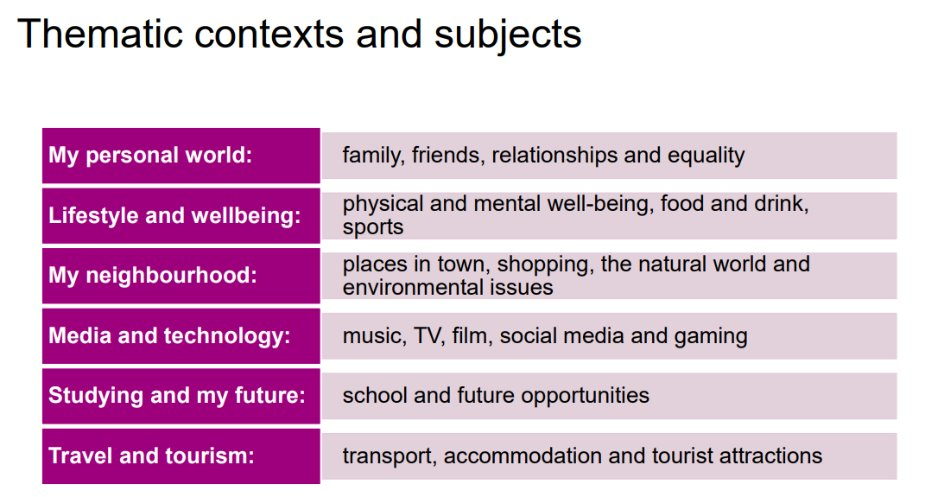 Thematic contexts and subjects
My personal world:
family, friends, relationships and equality
Lifestyle and wellbeing:
physical and mental well-being, food and drink,
sports
My neighbourhood:
places in town, shopping, the natural world and
environmental issues
Media and technology:
music, TV, film, social media and gaming
Studying and my future:
school and future opportunities
Travel and tourism:
transport, accommodation and tourist attractions